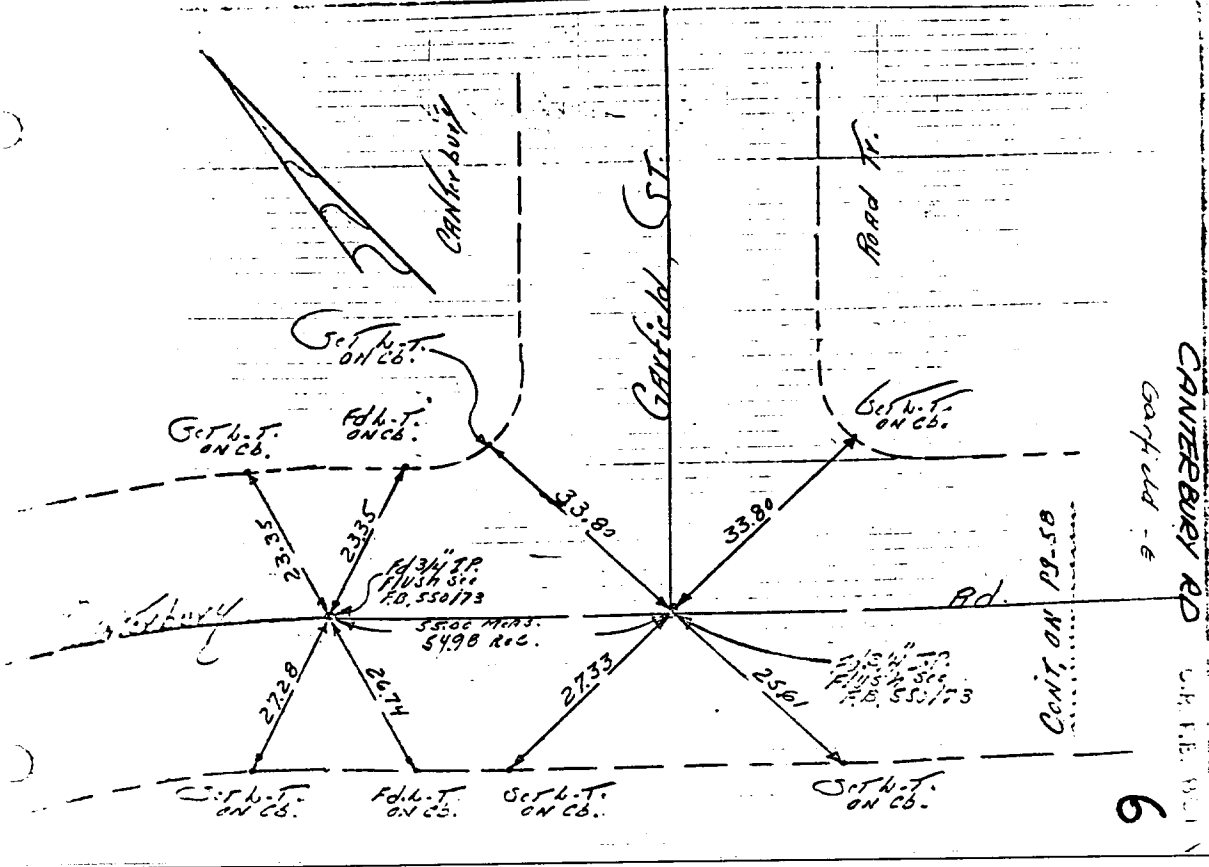 CANTERBURY RD
Garfield - E
CANTERBURY
Garfield ST.
ROAD Tr.
Set L-T.
ON Cb.
Set L-T.
ON Cb.
Fd L-T.
ON Cb.
Set L-T.
ON Cb.
23.35
23.35
33.80
33.80
Fd 3/4" I.P.
Flush See
F.B. 550/73
55.00 MEAS.
54.98 Rec.
Rd.
27.28
26.74
27.33
25.61
Fd 3/4" I.P.
Flush See
F.B. 550/73
CONT, ON Pg-58
Set L-T.
ON Cb.
Fd. L-T.
ON Cb.
Set L-T.
ON Cb.
Set L-T.
ON Cb.
6